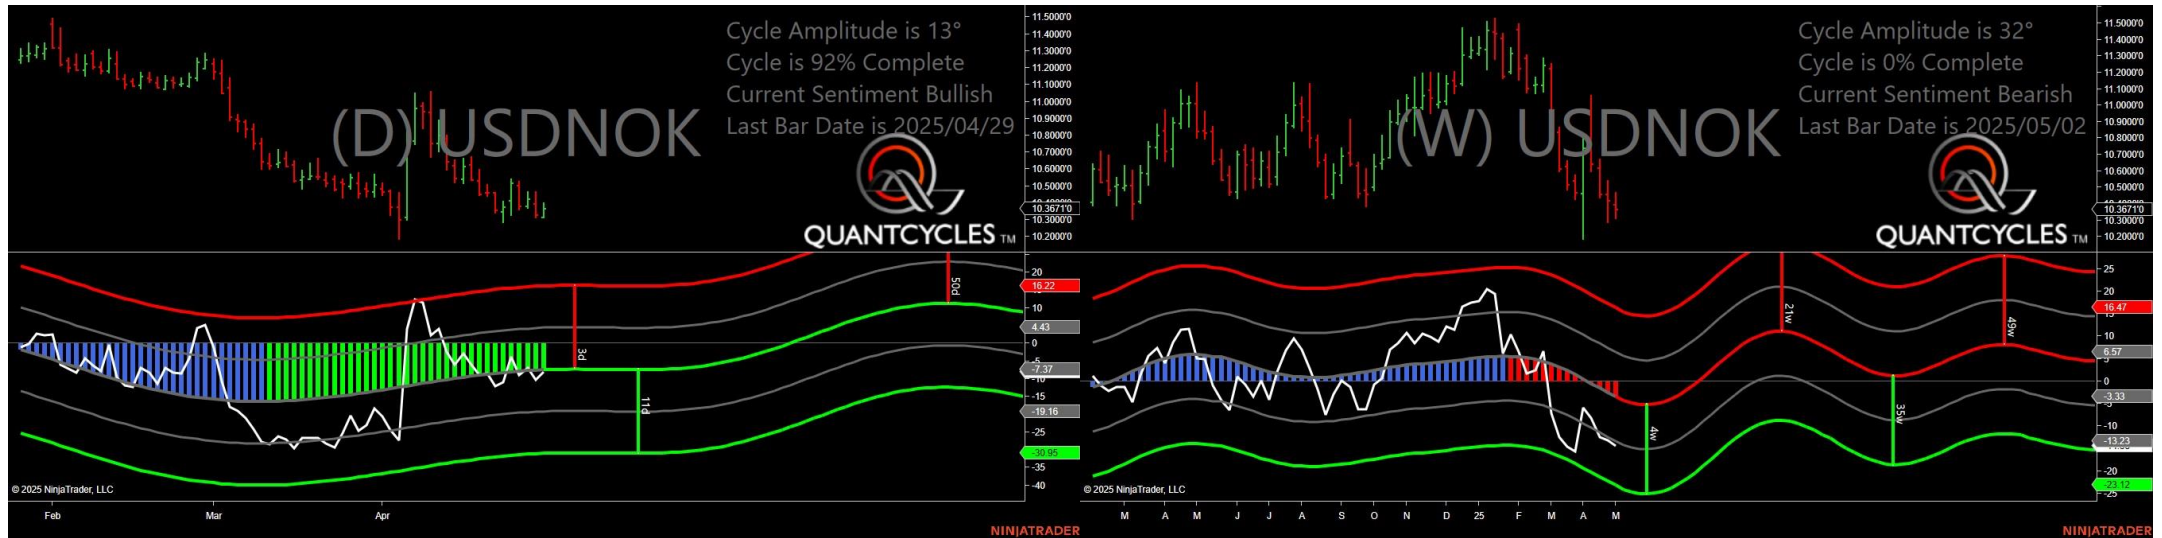 Cycle Amplitude is 13°
Cycle is 92% Complete
Current Sentiment Bullish
Last Bar Date is 2025/04/29
(D) USDNOK
QUANTCYCLES TM
11.5000'0
11.4000'0
11.3000'0
11.2000'0
11.1000'0
11.0000'0
10.9000'0
10.8000'0
10.7000'0
10.6000'0
10.5000'0
10.3671'0
10.3000'0
10.2000'0
20
16.22
10
4.43
0
-5
-7.37
-10
-15
-19.16
-25
-30.95
-35
-40
3d
11d
50d
© 2025 NinjaTrader, LLC
Feb Mar Apr
NINJATRADER
Cycle Amplitude is 32°
Cycle is 0% Complete
Current Sentiment Bearish
Last Bar Date is 2025/05/02
(W) USDNOK
QUANTCYCLES TM
11.5000'0
11.4000'0
11.3000'0
11.2000'0
11.1000'0
11.0000'0
10.9000'0
10.8000'0
10.7000'0
10.6000'0
10.5000'0
10.3671'0
10.3000'0
10.2000'0
25
20
16.47
10
6.57
0
-3.33
-10
-13.23
-20
-23.12
-25
4w
21w
35w
49w
© 2025 NinjaTrader, LLC
M A M J J A S O N D 25 F M A M
NINJATRADER